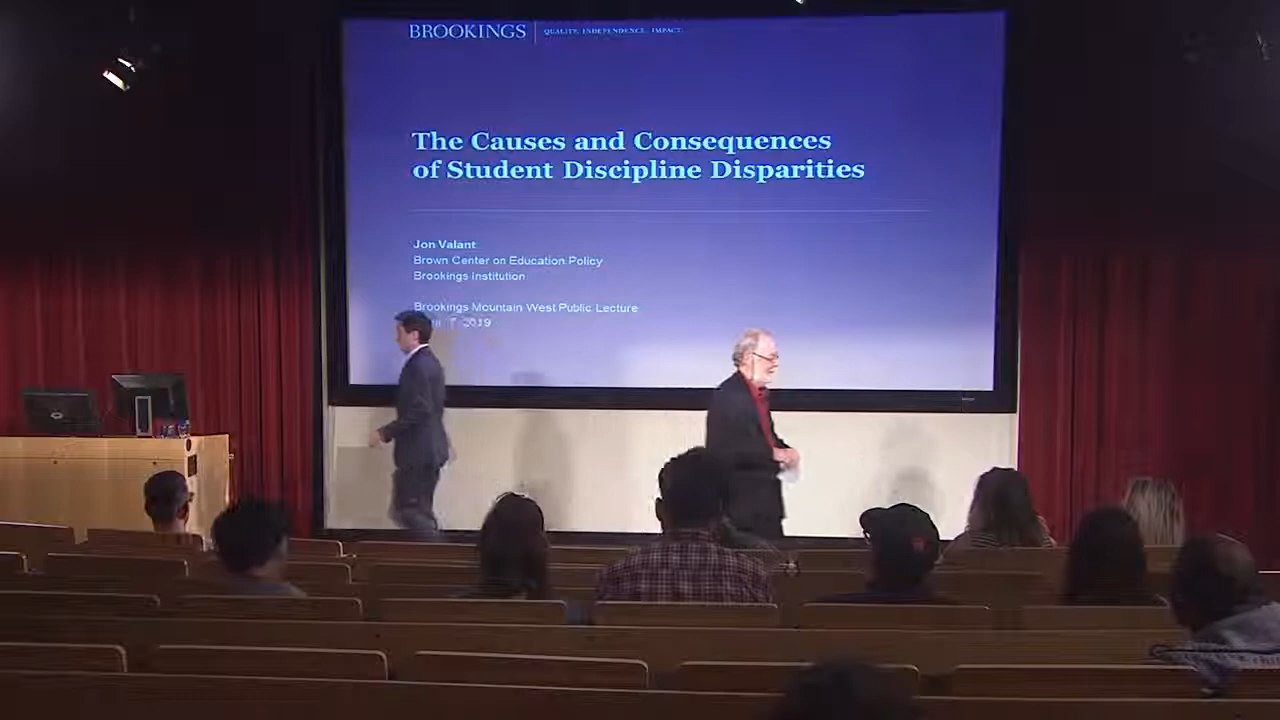 BROOKINGS
QUALITY. INDEPENDENCE. IMPACT.
The Causes and Consequences
of Student Discipline Disparities
Jon Valant
Brown Center on Education Policy
Brookings Institution
Brookings Mountain West Public Lecture
7 2019